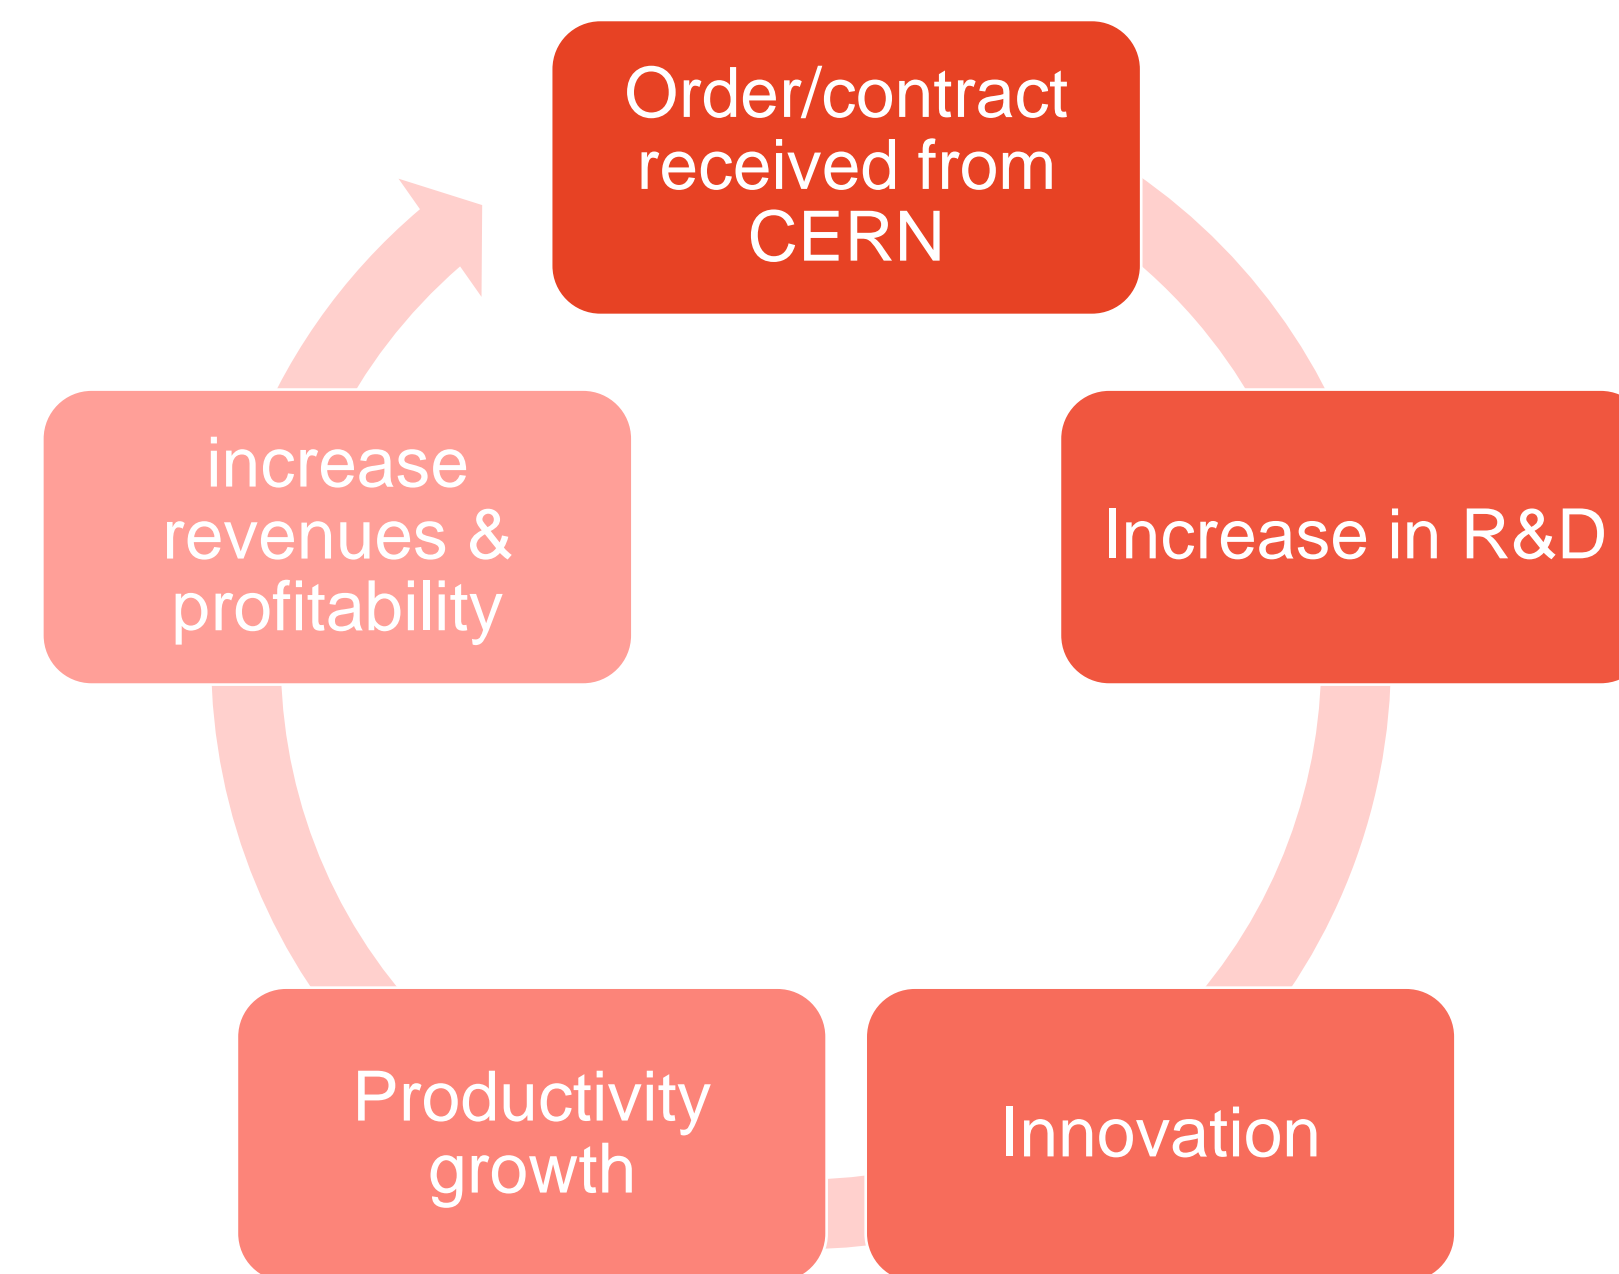 Order/contract
received from
CERN
Increase in R&D
Innovation
Productivity
growth
increase
revenues &
profitability